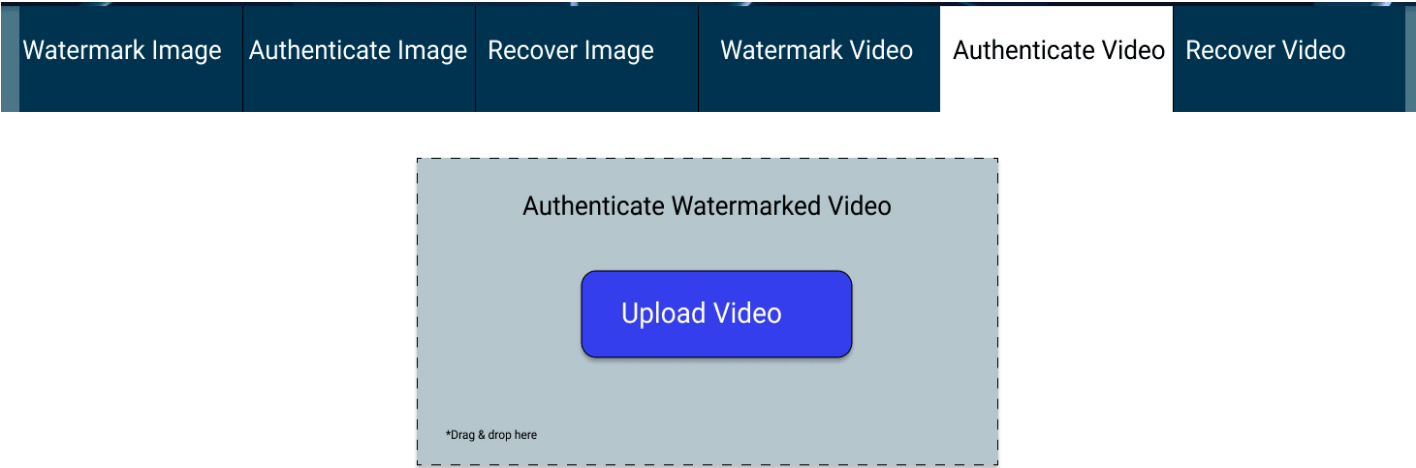 Watermark Image Authenticate Image Recover Image Watermark Video Authenticate Video Recover Video
Authenticate Watermarked Video
Upload Video
*Drag & drop here